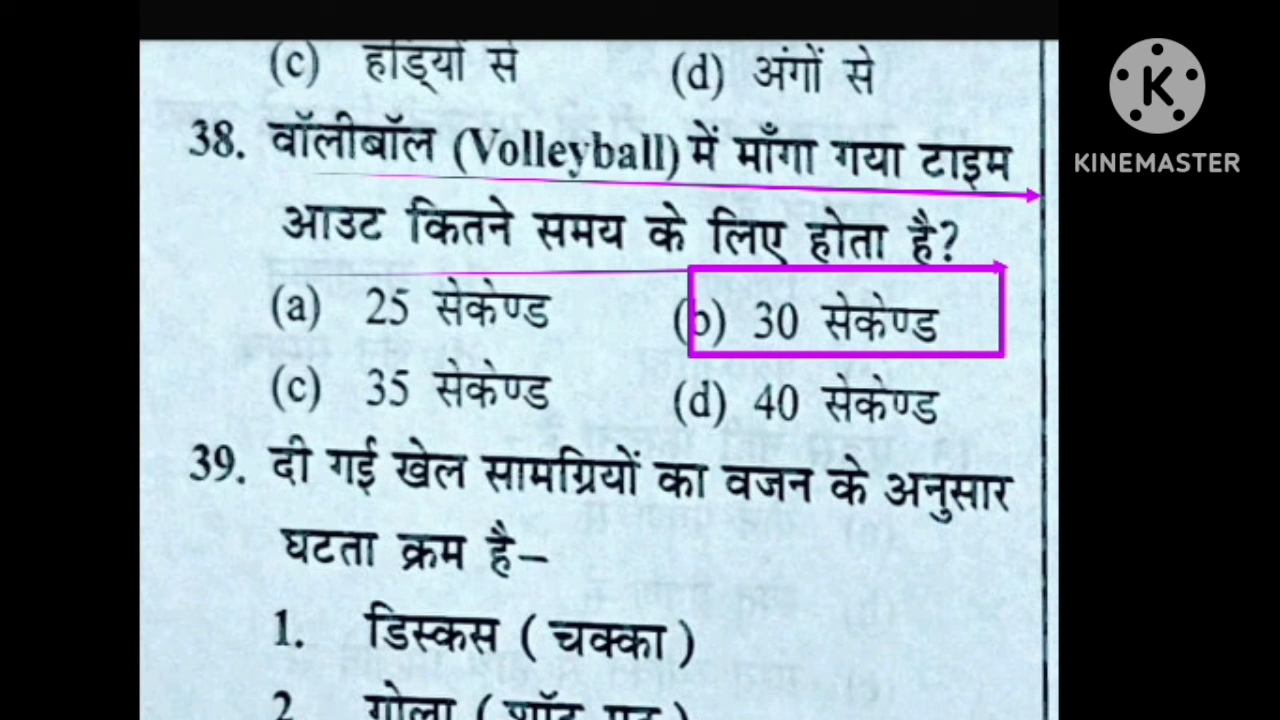 (c) हड्डियों से (d) अंगों से
38. वॉलीबॉल (Volleyball) में माँगा गया टाइम
आउट कितने समय के लिए होता है?
(a) 25 सेकेण्ड (b) 30 सेकेण्ड
(c) 35 सेकेण्ड (d) 40 सेकेण्ड
39. दी गई खेल सामग्रियों का वजन के अनुसार
घटता क्रम है–
1. डिस्कस (चक्का)
2 गोला (शॉट पुट)
K
KINEMASTER